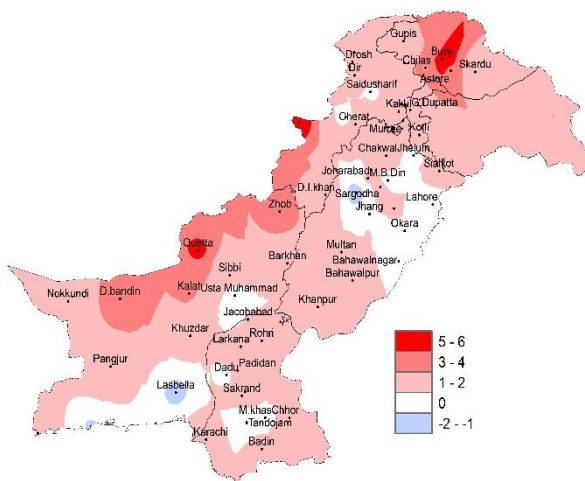 Gupis
Drosh
Bunji
Dir
Chilas
Skardu
Astore
Saidusharif
Kakul
G.Dupatta
Gherat
Murree
Kotli
Chakwal
Jhelum
Sialkot
Joharabad
M.B.Din
D.I.khan
Sargodha
Zhob
Jhang
Lahore
Okara
Quetta
Multan
Barkhan
Bahawalnagar
Sibbi
Bahawalpur
Nokkundi
D.bandin
Kalat
Usta Muhammad
Khanpur
Jacobabad
Khuzdar
Rohri
Larkana
Pangjur
Dadu
Padidan
Lasbella
Sakrand
M.khas
Chhor
Tandojam
Karachi
Badin
5 - 6
3 - 4
1 - 2
0
-2 - -1